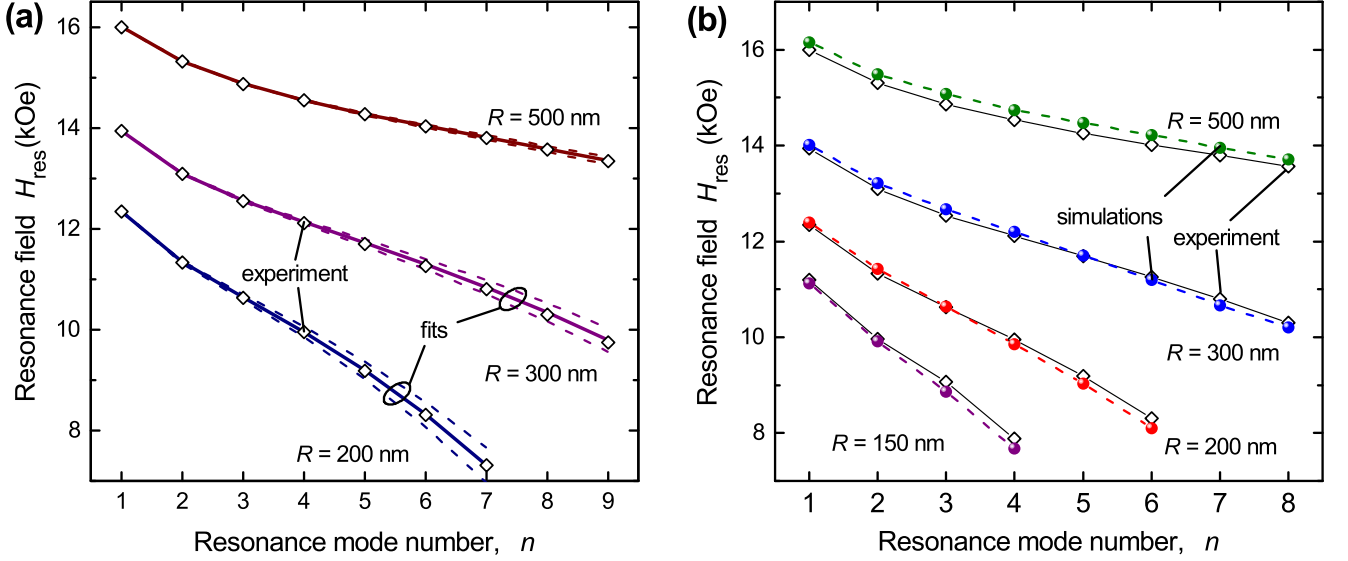 (a)
16
14
12
10
8
Resonance field H_res (kOe)
R = 500 nm
experiment
fits
R = 300 nm
R = 200 nm
1 2 3 4 5 6 7 8 9
Resonance mode number, n
(b)
16
14
12
10
8
Resonance field H_res (kOe)
R = 500 nm
simulations
experiment
R = 300 nm
R = 150 nm
R = 200 nm
1 2 3 4 5 6 7 8
Resonance mode number, n